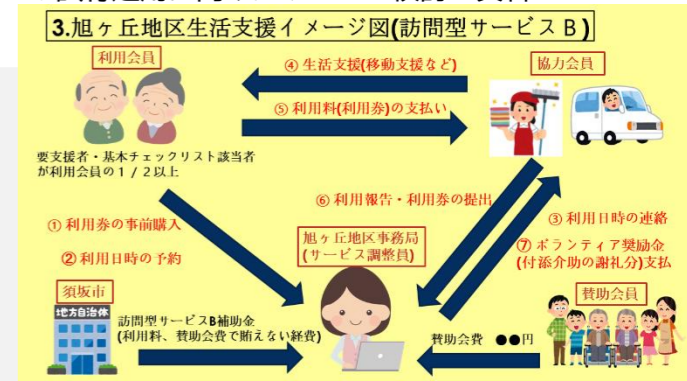 3.旭ヶ丘地区生活支援イメージ図(訪問型サービスB)
利用会員
協力会員
④ 生活支援(移動支援など)
⑤ 利用料(利用券)の支払い
要支援者・基本チェックリスト該当者
が利用会員の１／２以上
⑥ 利用報告・利用券の提出
① 利用券の事前購入
② 利用日時の予約
③ 利用日時の連絡
⑦ ボランティア奨励金
(付添介助の謝礼分)支払
旭ヶ丘地区事務局
(サービス調整員)
須坂市
地方自治体
訪問型サービスB補助金
(利用料、賛助会費で賄えない経費)
賛助会員
賛助会費 ●●円